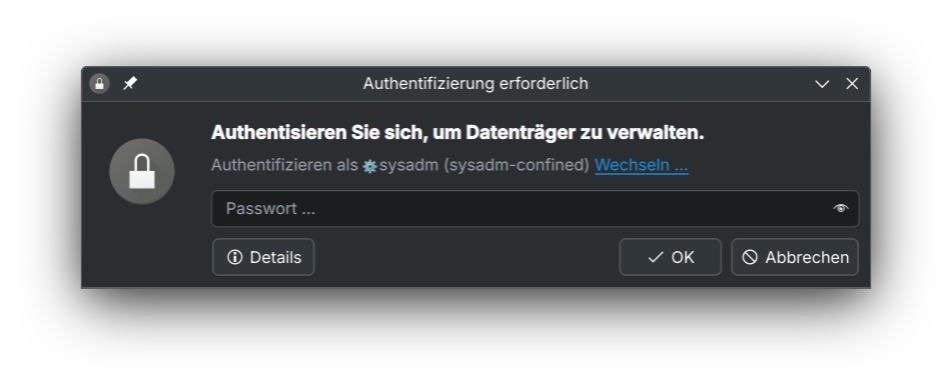 Authentifizierung erforderlich
Authentisieren Sie sich, um Datenträger zu verwalten.
Authentifizieren als sysadm (sysadm-confined) Wechseln ...
Passwort ...
Details
OK
Abbrechen